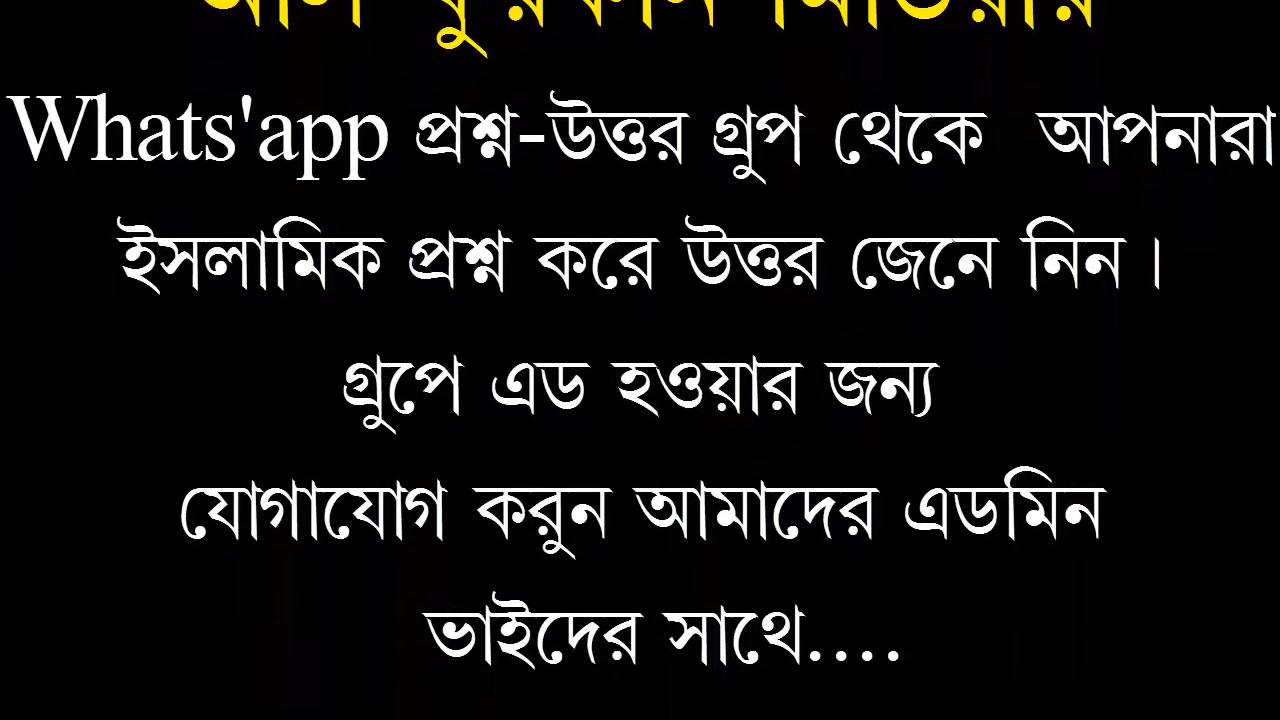 Whats'app প্রশ্ন-উত্তর গ্রুপ থেকে আপনারা
ইসলামিক প্রশ্ন করে উত্তর জেনে নিন।
গ্রুপে এড হওয়ার জন্য
যোগাযোগ করুন আমাদের এডমিন
ভাইদের সাথে....